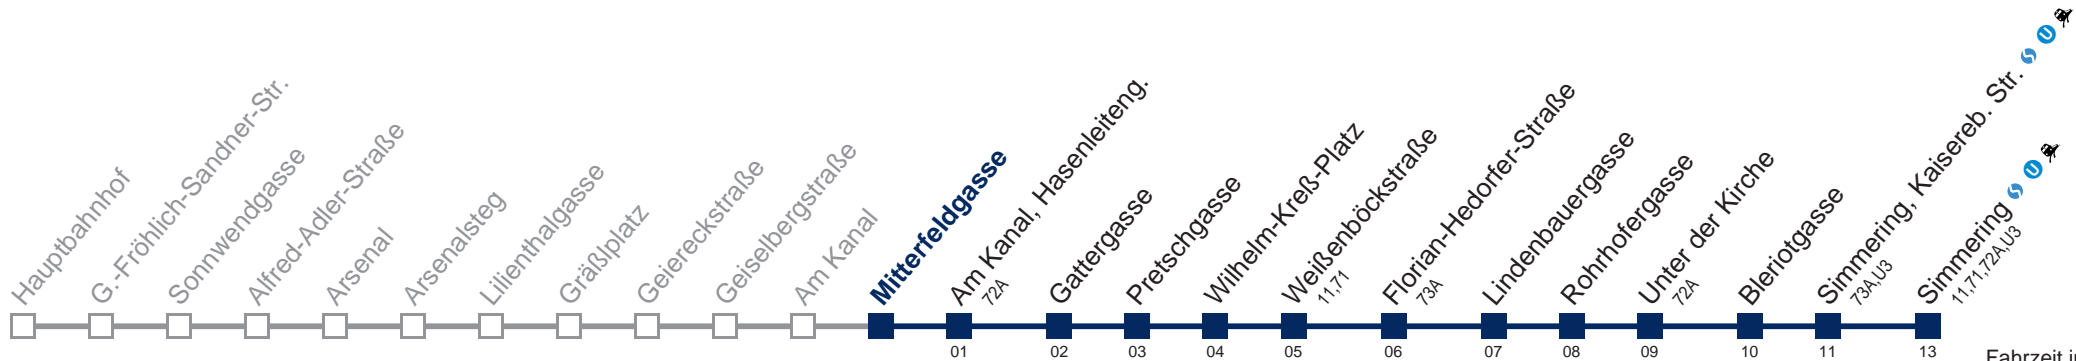 Hauptbahnhof
G.-Fröhlich-Sandner-Str.
Sonnwendgasse
Alfred-Adler-Straße
Arsenal
Arsenalsteg
Lilienthalgasse
Gräßlplatz
Geiereckstraße
Geiselbergstraße
Am Kanal
Mitterfeldgasse
Am Kanal, Hasenleiteng.
72A
Gattergasse
Pretschgasse
Wilhelm-Kreß-Platz
Weißenböckstraße
11,71
Florian-Hedorfer-Straße
73A
Lindenbauergasse
Rohrhofergasse
Unter der Kirche
72A
Bleriotgasse
Simmering, Kaisereb. Str. S U
73A,U3
Simmering S U
11,71,72A,U3
01 02 03 04 05 06 07 08 09 10 11 13
Fahrzeit